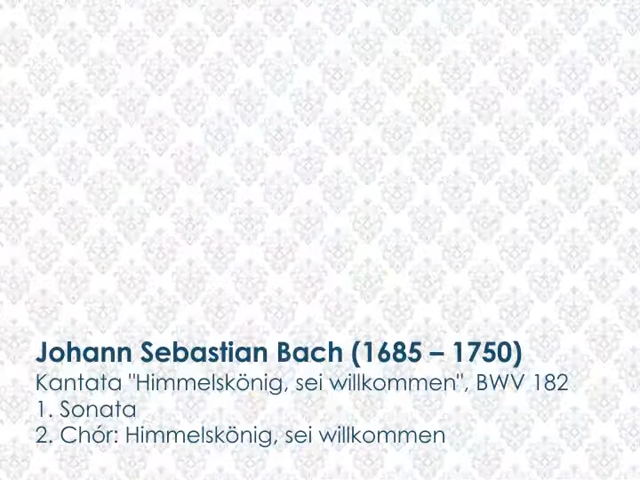 Johann Sebastian Bach (1685 – 1750)
Kantata "Himmelskönig, sei willkommen", BWV 182
1. Sonata
2. Chór: Himmelskönig, sei willkommen